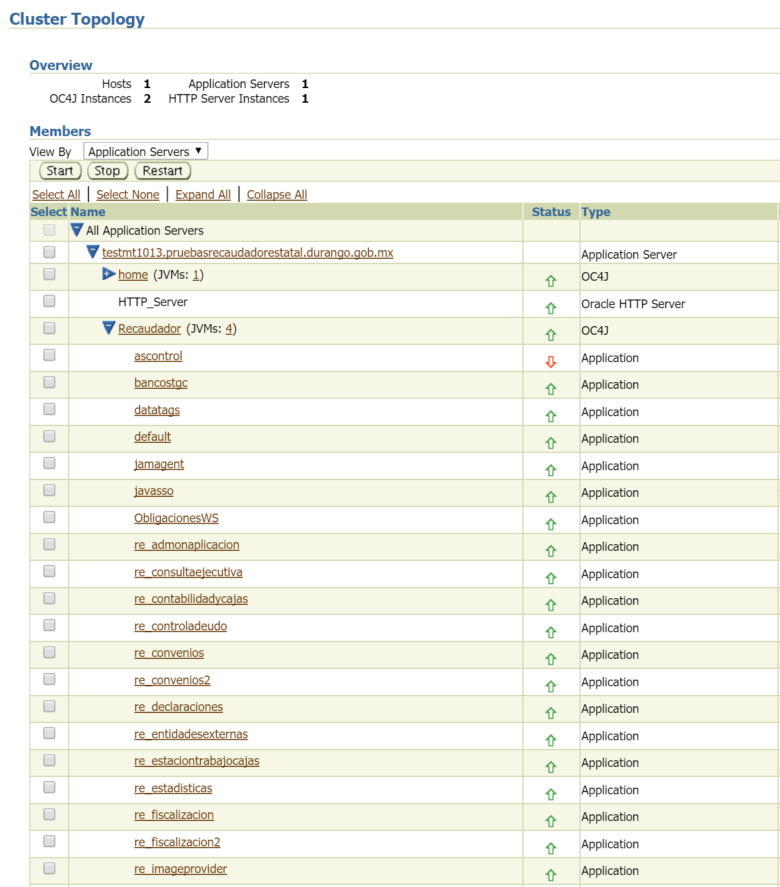 Cluster Topology
Overview
Hosts 1 Application Servers 1
OC4J Instances 2 HTTP Server Instances 1
Members
View By Application Servers ▼
Start Stop Restart
Select All | Select None | Expand All | Collapse All
Select Name Status Type
All Application Servers
testmt1013.pruebasrecaudadorestatal.durango.gob.mx Application Server
home (JVMs: 1) OC4J
HTTP_Server Oracle HTTP Server
Recaudador (JVMs: 4) OC4J
ascontrol Application
bancostgc Application
datatags Application
default Application
jamagent Application
javasso Application
ObligacionesWS Application
re_admonaplicacion Application
re_consultaejecutiva Application
re_contabilidadycajas Application
re_controladeudo Application
re_convenios Application
re_convenios2 Application
re_declaraciones Application
re_entidadesexternas Application
re_estaciontrabajocajas Application
re_estadisticas Application
re_fiscalizacion Application
re_fiscalizacion2 Application
re_imageprovider Application